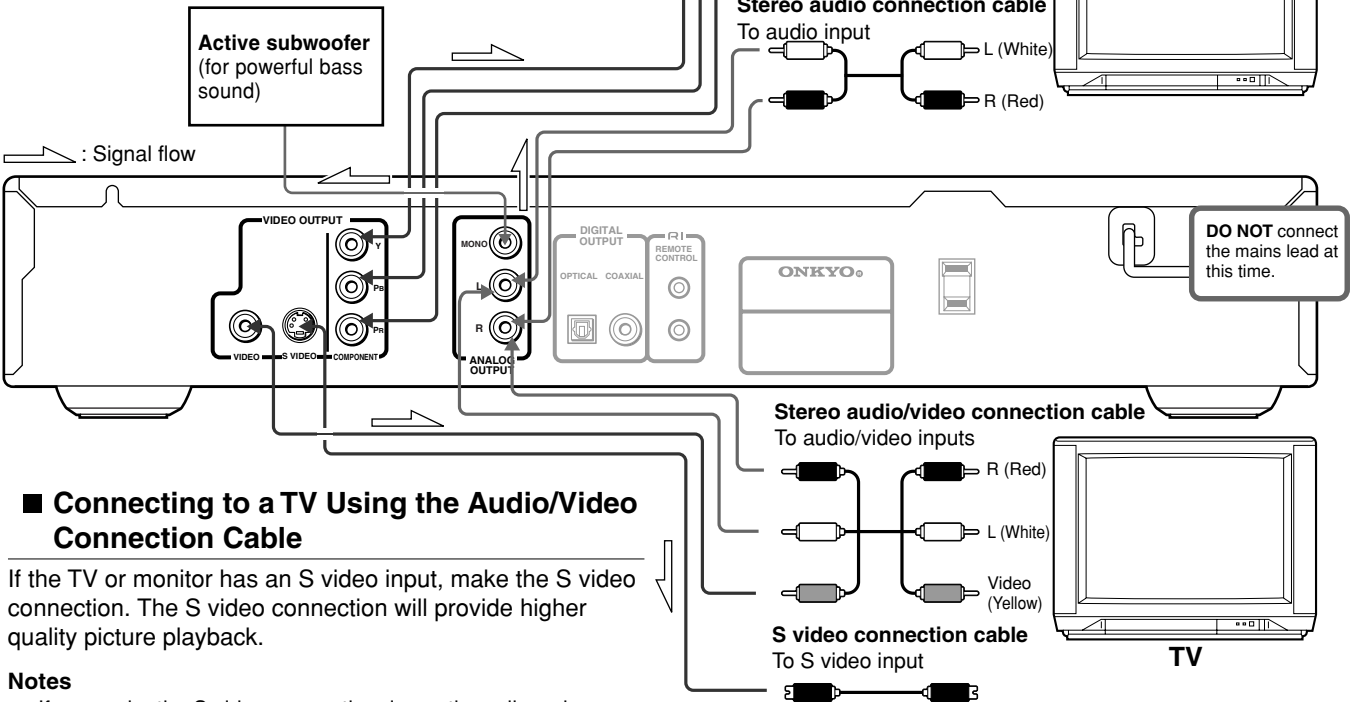 Stereo audio connection cable
To audio input
L (White)
R (Red)
Active subwoofer
(for powerful bass
sound)
: Signal flow
VIDEO OUTPUT
Y
PB
PR
VIDEO
S VIDEO
COMPONENT
MONO
L
R
ANALOG
OUTPUT
DIGITAL
OUTPUT
OPTICAL COAXIAL
RI
REMOTE
CONTROL
ONKYO®
DO NOT connect
the mains lead at
this time.
Stereo audio/video connection cable
To audio/video inputs
R (Red)
L (White)
Video
(Yellow)
S video connection cable
To S video input
TV
■ Connecting to a TV Using the Audio/Video
Connection Cable
If the TV or monitor has an S video input, make the S video
connection. The S video connection will provide higher
quality picture playback.
Notes